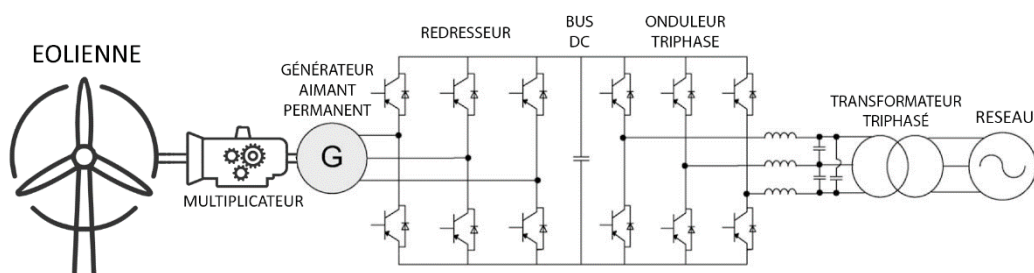 EOLIENNE
MULTIPLICATEUR
GÉNÉRATEUR
AIMANT
PERMANENT
G
REDRESSEUR
BUS
DC
ONDULEUR
TRIPHASE
TRANSFORMATEUR
TRIPHASÉ
RESEAU